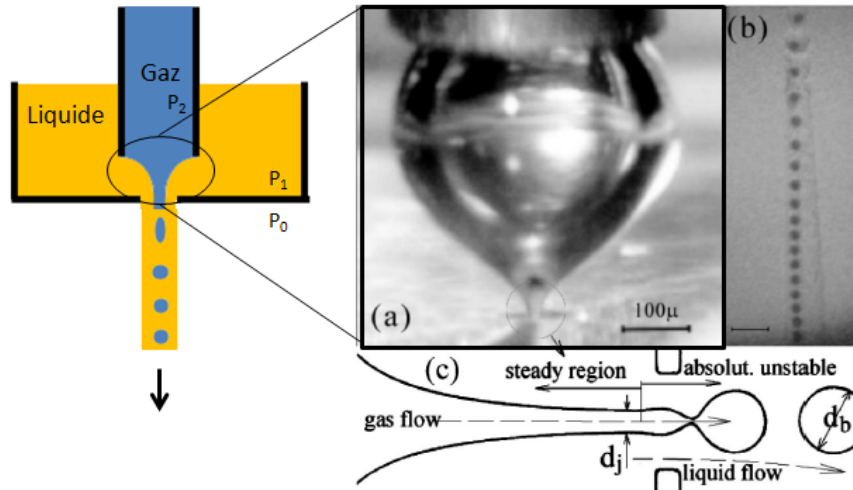 Gaz
P2
Liquide
P1
P0
(a)
100μ
(b)
(c)
steady region
absolut. unstable
gas flow
dj
db
liquid flow